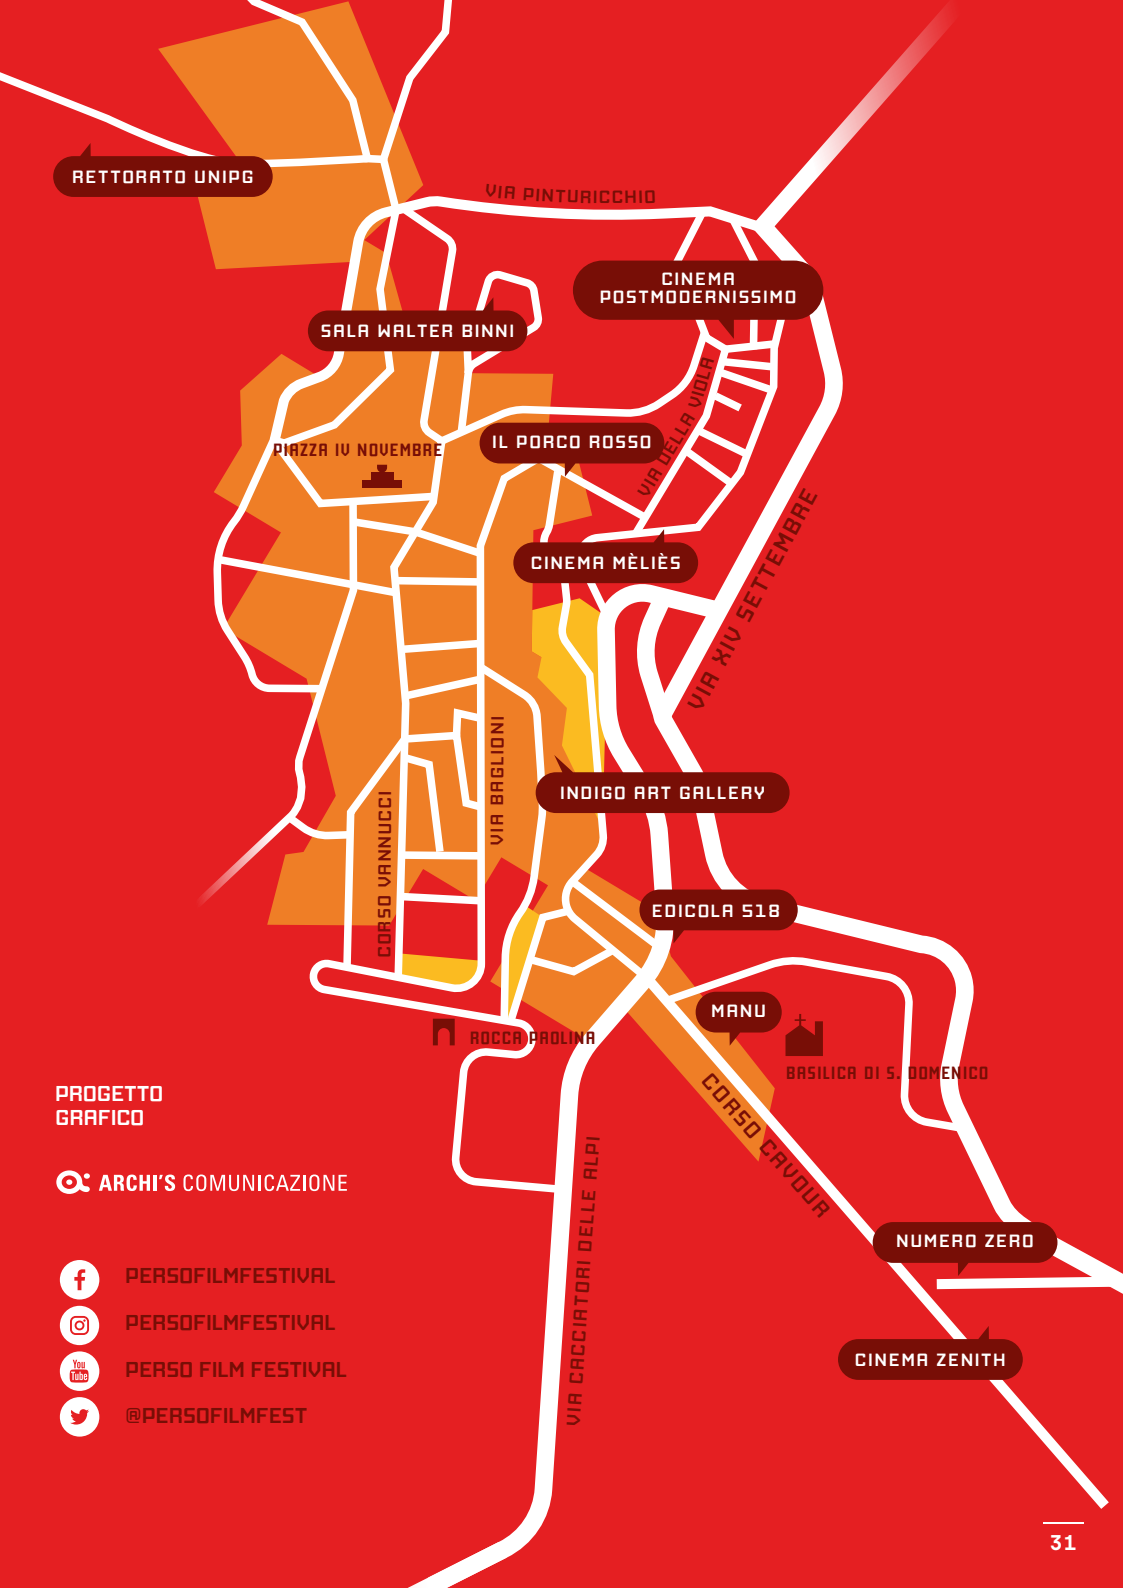 RETTORATO UNIPG
VIA PINTURICCHIO
CINEMA
POSTMODERNISSIMO
SALA WALTER BINNI
VIA DELLA VIOLA
PIAZZA IV NOVEMBRE
IL PORCO ROSSO
CINEMA MÈLIÈS
VIA XIV SETTEMBRE
VIA BAGLIONI
INDIGO ART GALLERY
CORSO VANNUCCI
EDICOLA 518
MANU
ROCCA PAOLINA
BASILICA DI S. DOMENICO
CORSO CAVOUR
PROGETTO
GRAFICO
ARCHI'S COMUNICAZIONE
VIA CACCIATORI DELLE ALPI
NUMERO ZERO
PERSOFILMFESTIVAL
PERSOFILMFESTIVAL
CINEMA ZENITH
You
Tube
PERSO FILM FESTIVAL
@PERSOFILMFEST
31